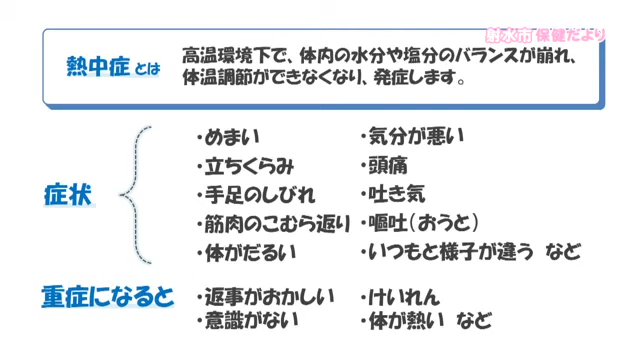 射水市 保健だより
熱中症 とは
高温環境下で、体内の水分や塩分のバランスが崩れ、
体温調節ができなくなり、発症します。
症状
・めまい
・立ちくらみ
・手足のしびれ
・筋肉のこむら返り
・体がだるい
・気分が悪い
・頭痛
・吐き気
・嘔吐(おうと)
・いつもと様子が違う など
重症になると
・返事がおかしい
・意識がない
・けいれん
・体が熱い など